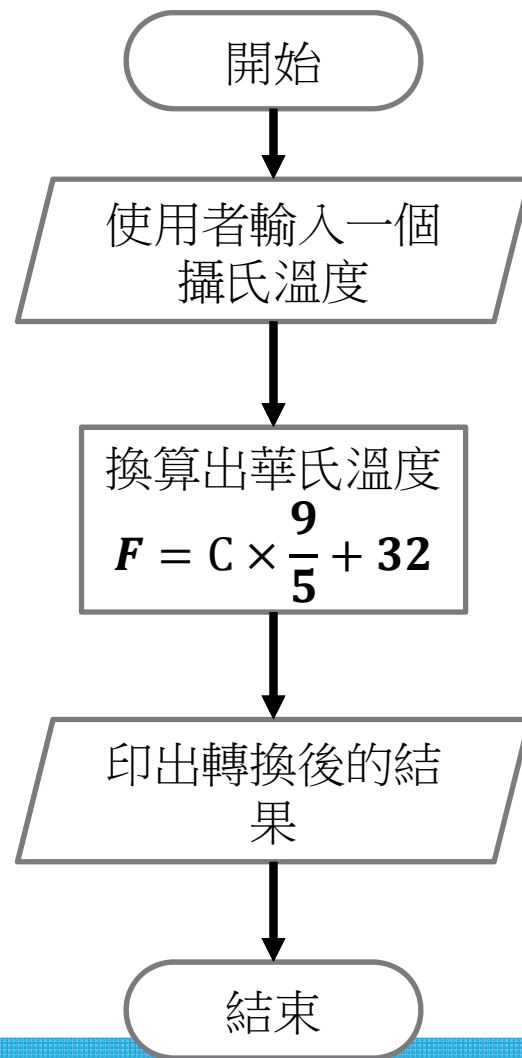 開始
使用者輸入一個
攝氏溫度
換算出華氏溫度
F = C × 9/5 + 32
印出轉換後的結
果
結束